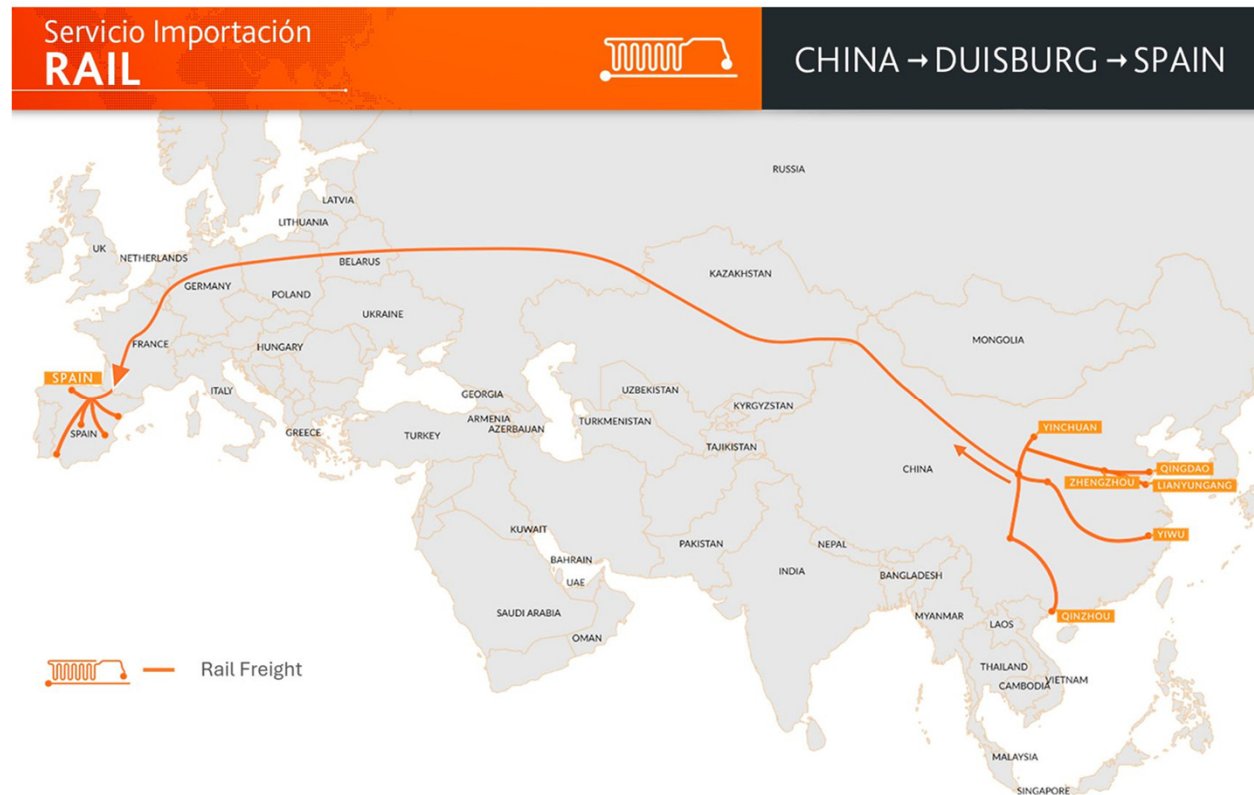 Servicio Importación
RAIL
CHINA → DUISBURG → SPAIN
RUSSIA
LATVIA
LITHUANIA
UK
NETHERLANDS
BELARUS
GERMANY
KAZAKHSTAN
POLAND
UKRAINE
MONGOLIA
FRANCE
HUNGARY
SPAIN
ITALY
UZBEKISTAN
GEORGIA
KYRGYZSTAN
ARMENIA
TURKMENISTAN
AZERBAIJAN
YINCHUAN
SPAIN
GREECE
TURKEY
TAJIKISTAN
CHINA
QINGDAO
ZHENGZHOU
LIANYUNGANG
KUWAIT
YIWU
PAKISTAN
NEPAL
BAHRAIN
INDIA
BANGLADESH
UAE
SAUDI ARABIA
MYANMAR
QINZHOU
LAOS
OMAN
Rail Freight
THAILAND
VIETNAM
CAMBODIA
MALAYSIA
SINGAPORE